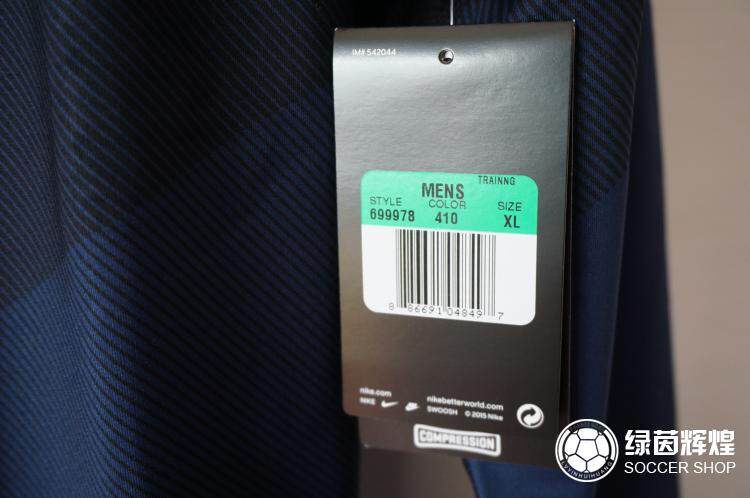 IM# 542044
TRAINNG
MENS
STYLE COLOR SIZE
699978 410 XL
8 86691 04849 7
nike.com nikebetterworld.com
NIKE SWOOSH © 2015 Nike
COMPRESSION
绿茵辉煌
SOCCER SHOP